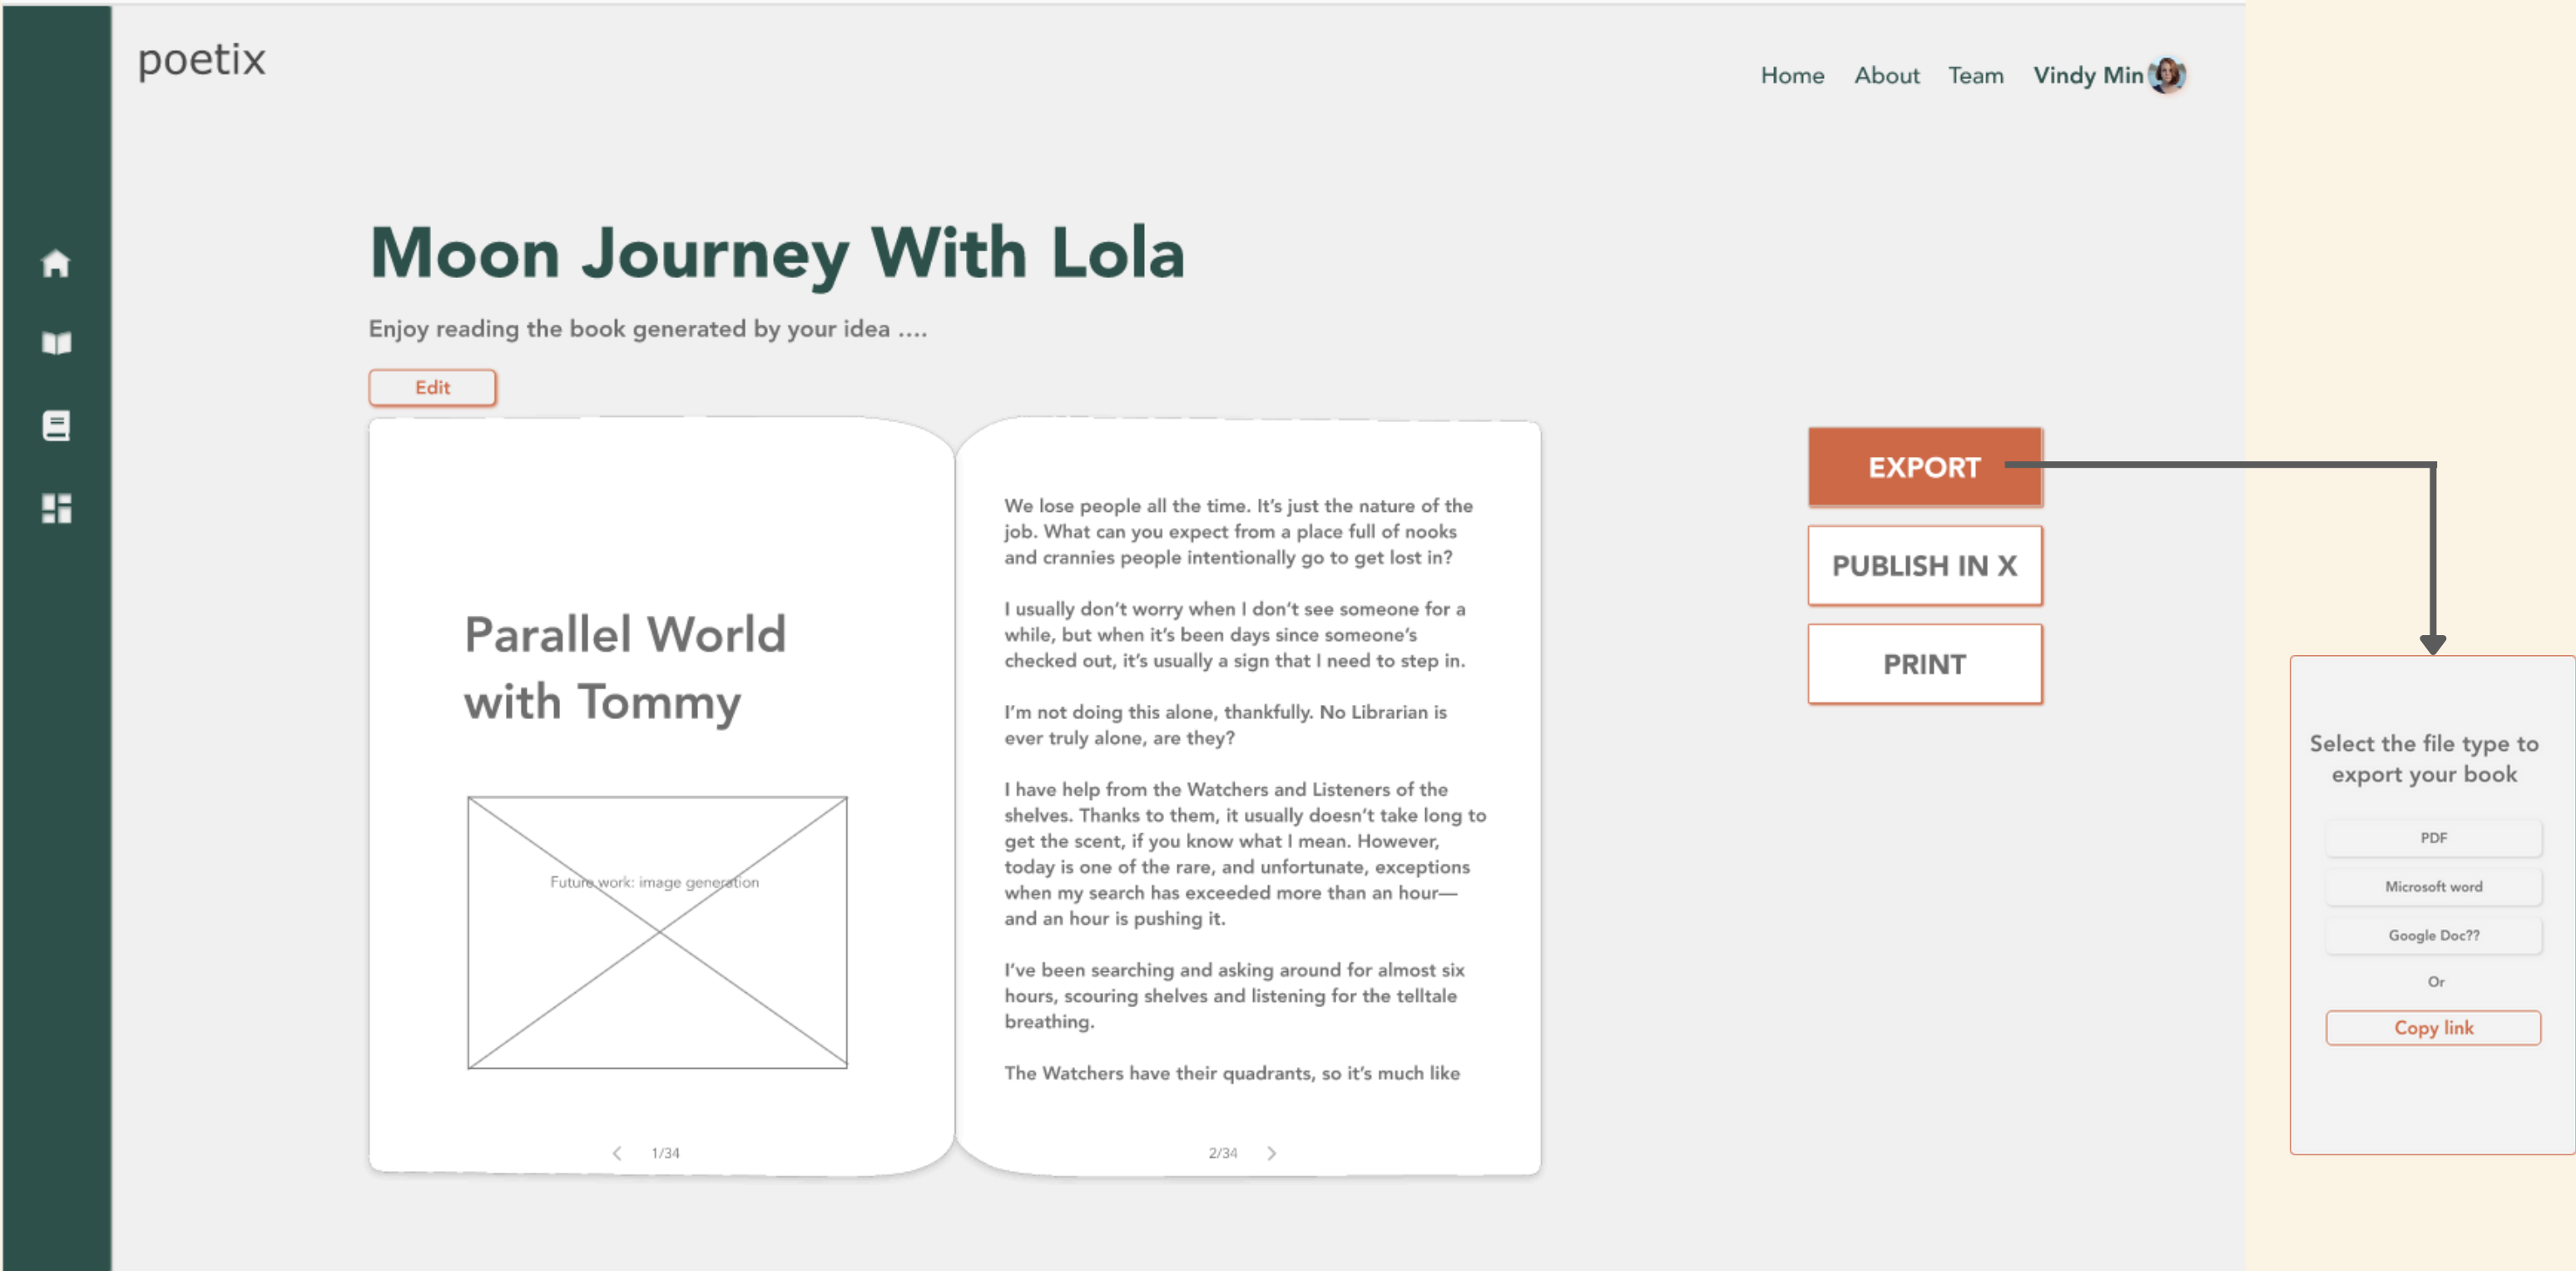 poetix
Home About Team Vindy Min
Moon Journey With Lola
Enjoy reading the book generated by your idea ....
Edit
Parallel World
with Tommy
Future work: image generation
1/34
We lose people all the time. It’s just the nature of the
job. What can you expect from a place full of nooks
and crannies people intentionally go to get lost in?
I usually don’t worry when I don’t see someone for a
while, but when it’s been days since someone’s
checked out, it’s usually a sign that I need to step in.
I’m not doing this alone, thankfully. No Librarian is
ever truly alone, are they?
I have help from the Watchers and Listeners of the
shelves. Thanks to them, it usually doesn’t take long to
get the scent, if you know what I mean. However,
today is one of the rare, and unfortunate, exceptions
when my search has exceeded more than an hour—
and an hour is pushing it.
I’ve been searching and asking around for almost six
hours, scouring shelves and listening for the telltale
breathing.
The Watchers have their quadrants, so it’s much like
2/34
EXPORT
PUBLISH IN X
PRINT
Select the file type to
export your book
PDF
Microsoft word
Google Doc??
Or
Copy link